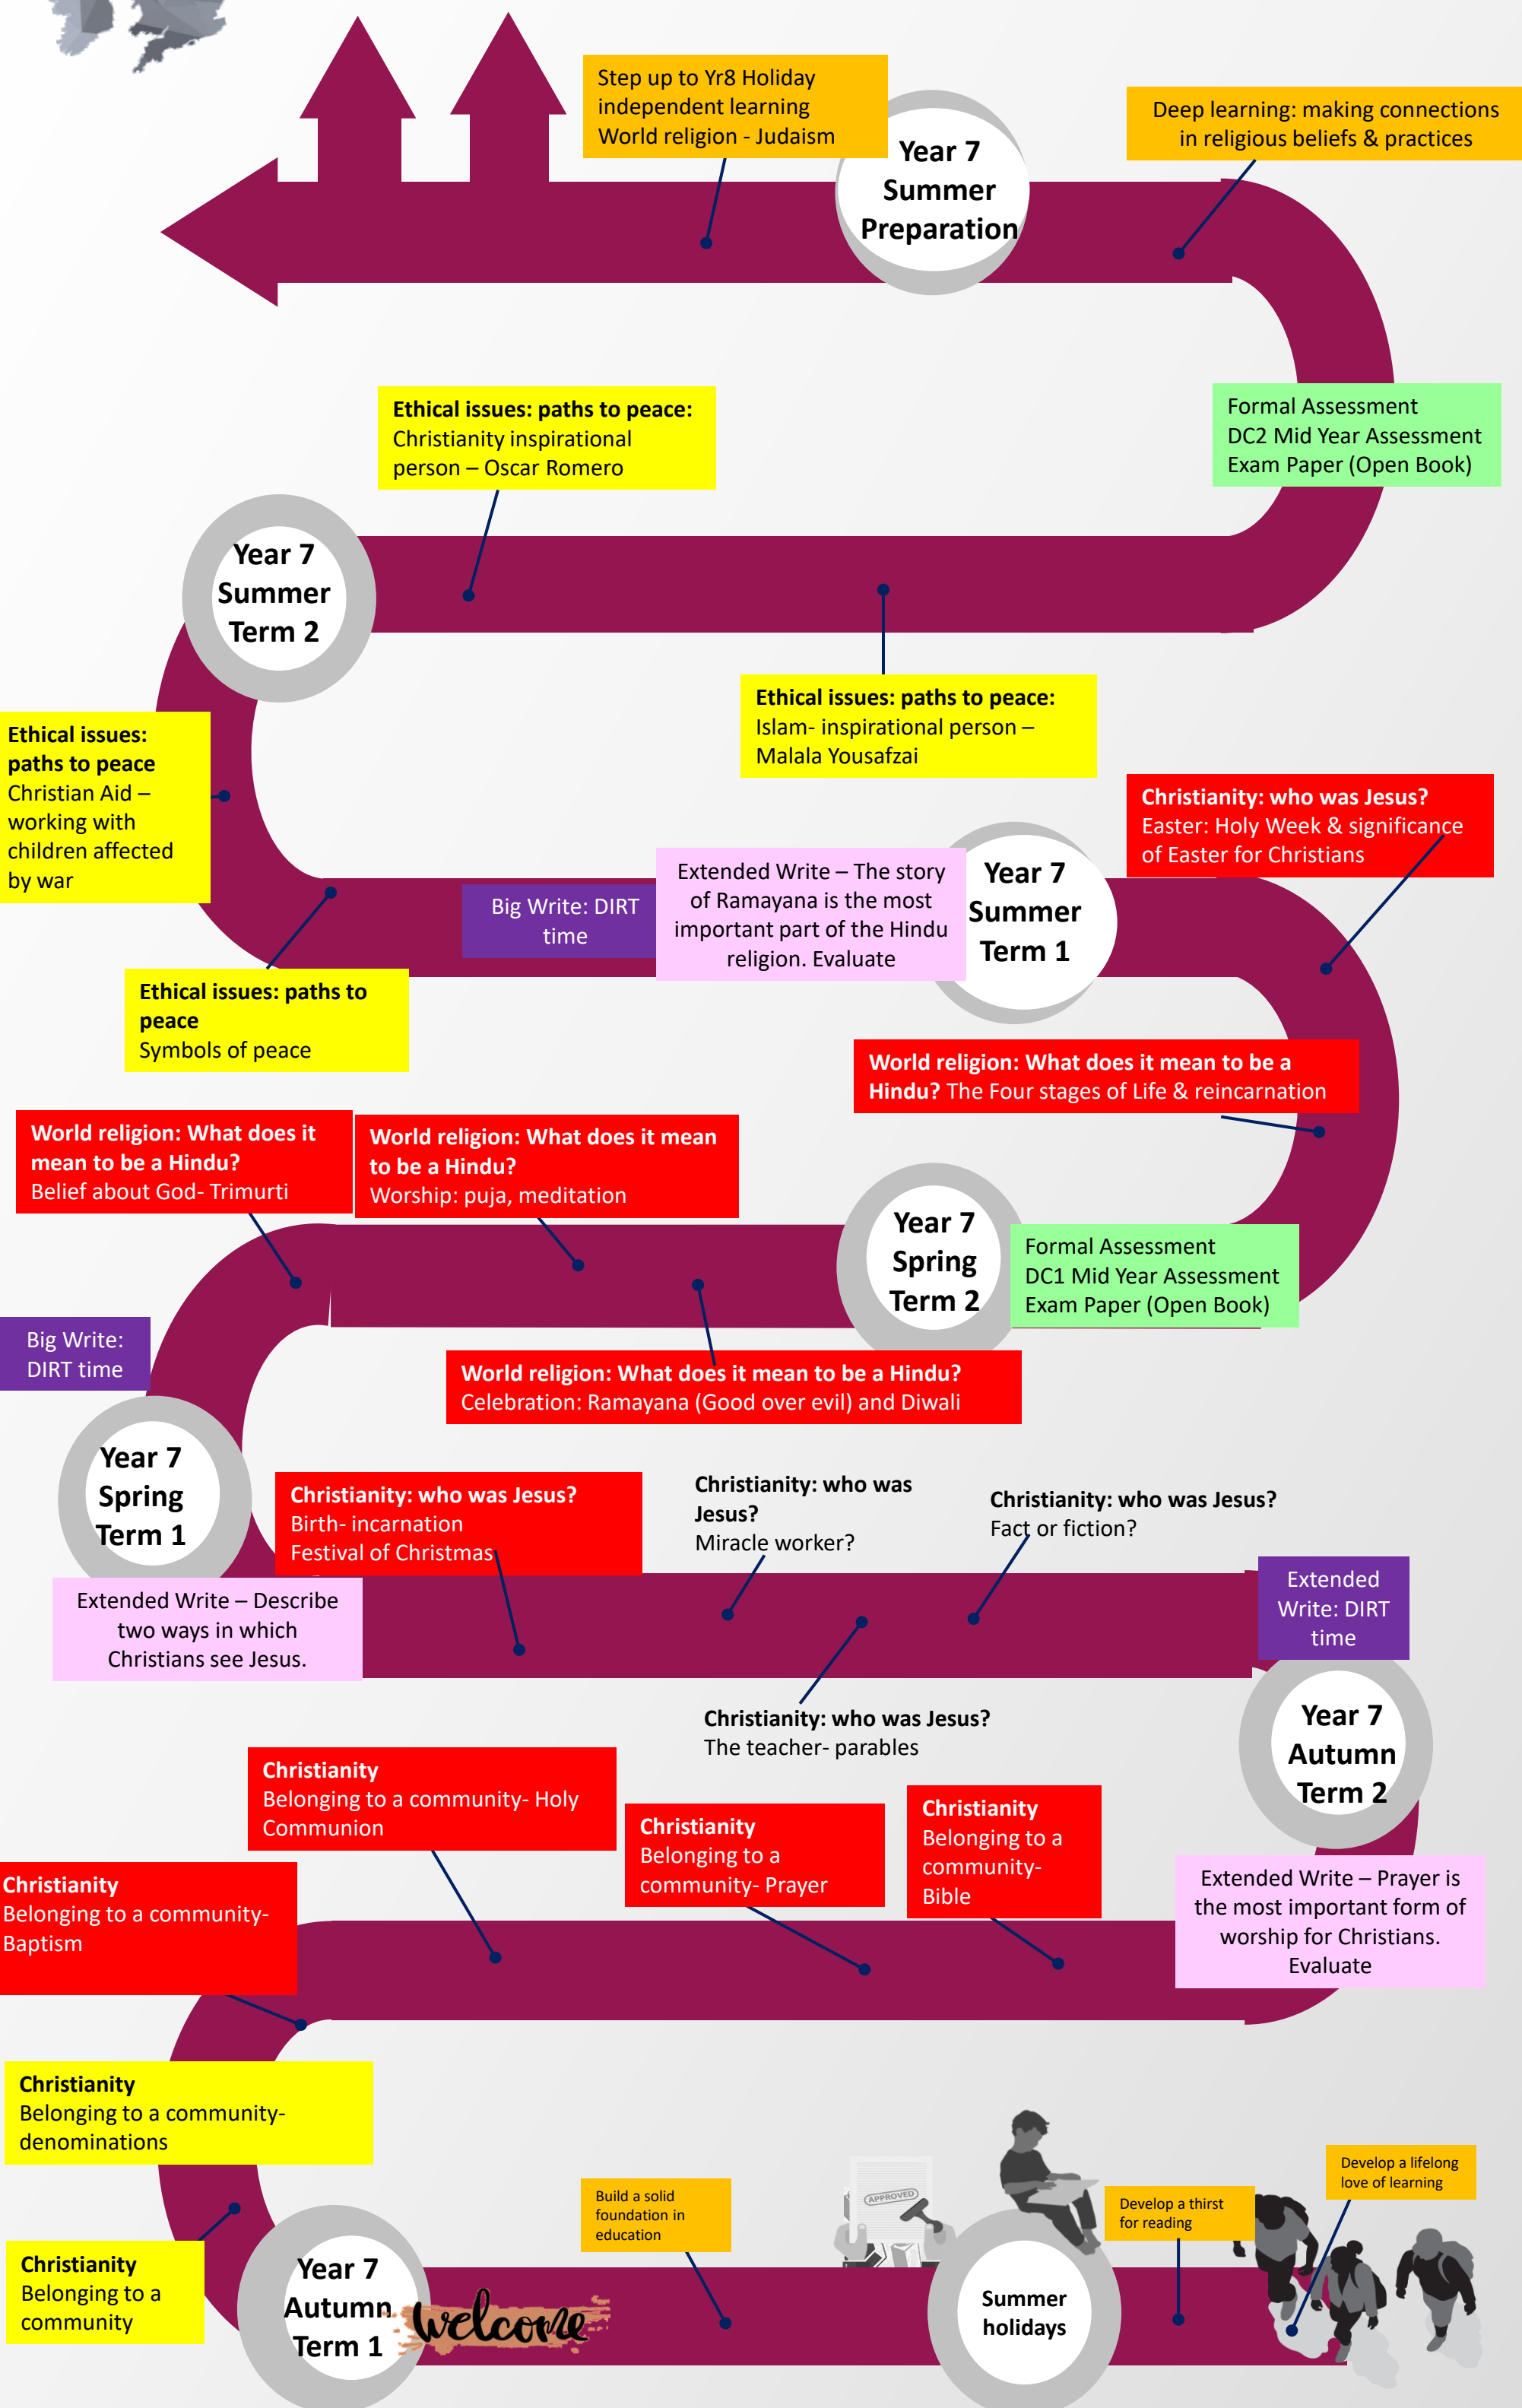 Step up to Yr8 Holiday
independent learning
World religion - Judaism
Year 7
Summer
Preparation
Deep learning: making connections
in religious beliefs & practices
Ethical issues: paths to peace:
Christianity inspirational
person – Oscar Romero
Formal Assessment
DC2 Mid Year Assessment
Exam Paper (Open Book)
Year 7
Summer
Term 2
Ethical issues: paths to peace:
Islam- inspirational person –
Malala Yousafzai
Ethical issues:
paths to peace
Christian Aid –
working with
children affected
by war
Christianity: who was Jesus?
Easter: Holy Week & significance
of Easter for Christians
Big Write: DIRT
time
Extended Write – The story
of Ramayana is the most
important part of the Hindu
religion. Evaluate
Year 7
Summer
Term 1
Ethical issues: paths to
peace
Symbols of peace
World religion: What does it mean to be a
Hindu? The Four stages of Life & reincarnation
World religion: What does it
mean to be a Hindu?
Belief about God- Trimurti
World religion: What does it mean
to be a Hindu?
Worship: puja, meditation
Year 7
Spring
Term 2
Formal Assessment
DC1 Mid Year Assessment
Exam Paper (Open Book)
Big Write:
DIRT time
World religion: What does it mean to be a Hindu?
Celebration: Ramayana (Good over evil) and Diwali
Year 7
Spring
Term 1
Christianity: who was Jesus?
Birth- incarnation
Festival of Christmas
Christianity: who was
Jesus?
Miracle worker?
Christianity: who was Jesus?
Fact or fiction?
Extended
Write: DIRT
time
Extended Write – Describe
two ways in which
Christians see Jesus.
Christianity: who was Jesus?
The teacher- parables
Year 7
Autumn
Term 2
Christianity
Belonging to a community- Holy
Communion
Christianity
Belonging to a
community- Prayer
Christianity
Belonging to a
community-
Bible
Christianity
Belonging to a community-
Baptism
Extended Write – Prayer is
the most important form of
worship for Christians.
Evaluate
Christianity
Belonging to a community-
denominations
Build a solid
foundation in
education
APPROVED
Develop a thirst
for reading
Develop a lifelong
love of learning
Christianity
Belonging to a
community
Year 7
Autumn
Term 1
welcome
Summer
holidays